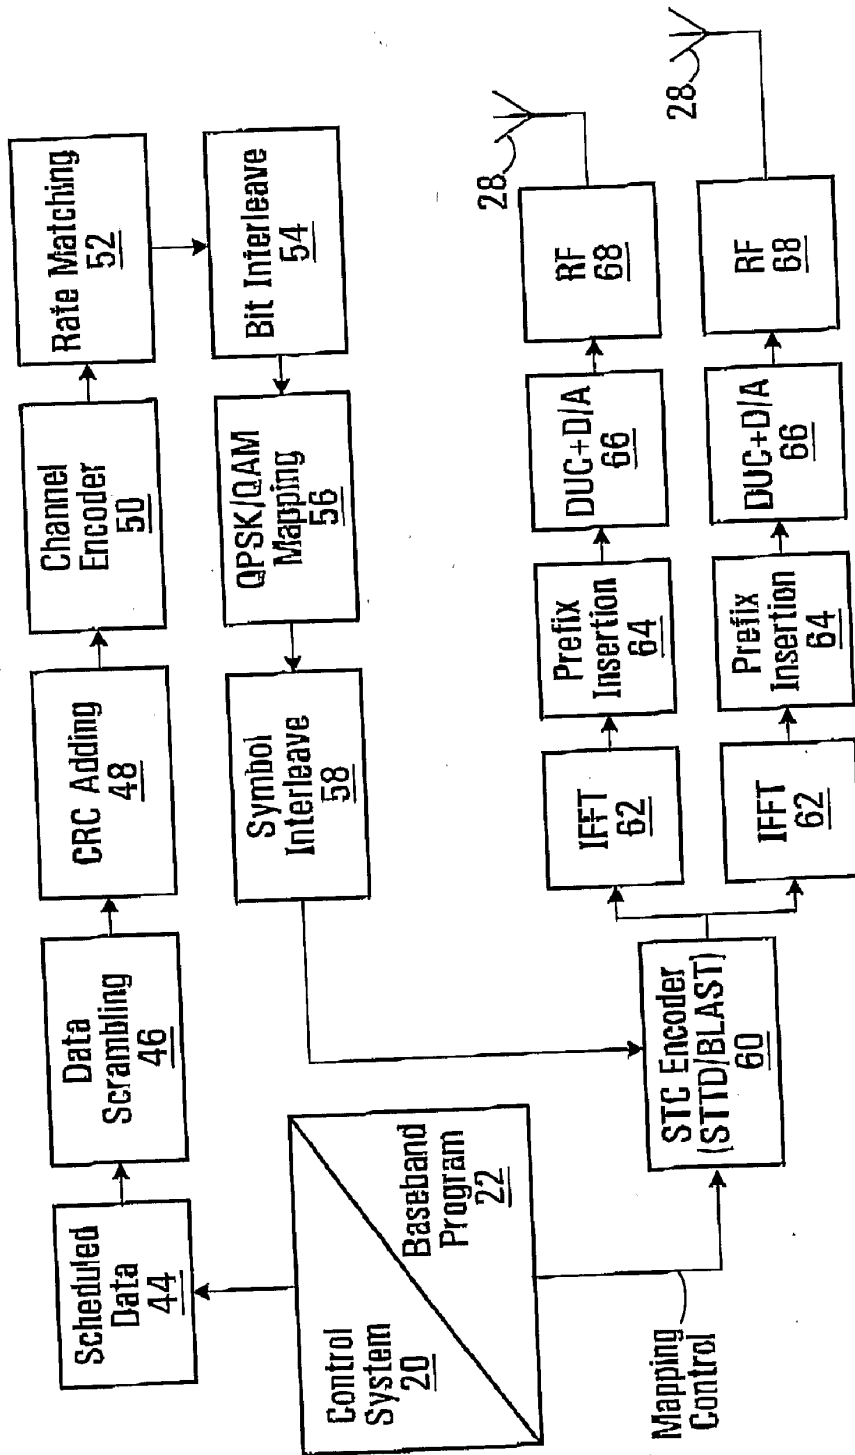 Scheduled
Data
44
Data
Scrambling
46
CRC Adding
48
Channel
Encoder
50
Rate Matching
52
Bit Interleave
54
QPSK/QAM
Mapping
56
Symbol
Interleave
58
Control
System
20
Baseband
Program
22
Mapping
Control
STC Encoder
(STTD/BLAST)
60
IFFT
62
Prefix
Insertion
64
DUC+D/A
66
RF
68
28
IFFT
62
Prefix
Insertion
64
DUC+D/A
66
RF
68
28